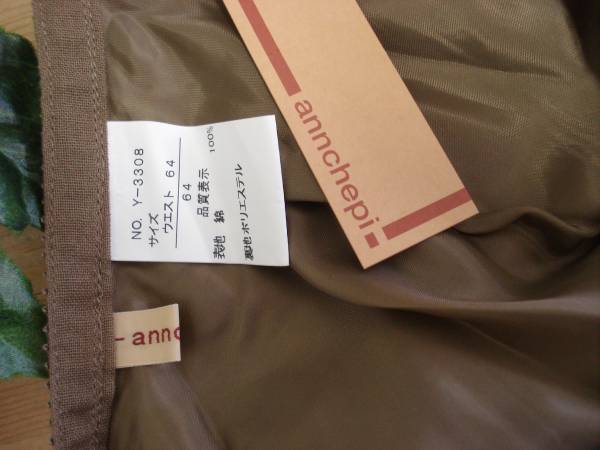 NO. Y-3308
サイズ
ウエスト 64
64
品質表示
表地 綿 100%
裏地 ポリエステル
annchepi.
- ann